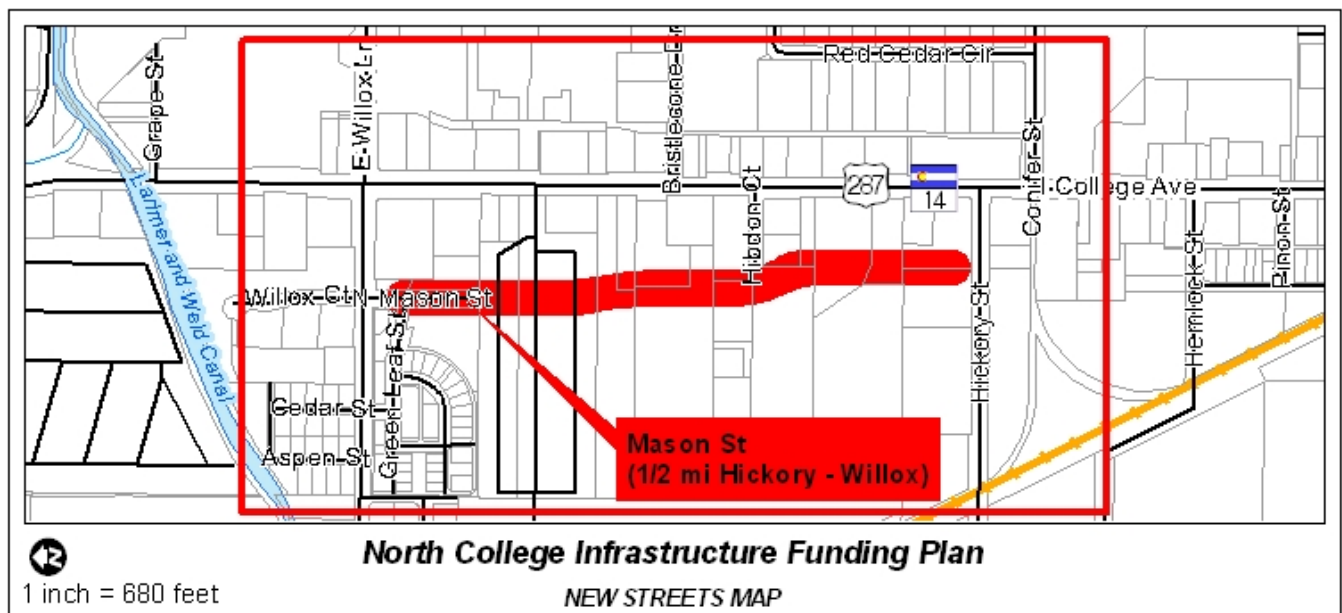 Red Cedar Cir
Grape St
E Willox Ln
Bristlecone Dr
Conifer St
287
14
N College Ave
Larimer and Weld Canal
Hibdon Ct
Pinon St
Hemlock St
Willox Ct
N Mason St
Hickory St
Green Leaf St
Cedar St
Aspen St
Mason St
(1/2 mi Hickory - Willox)
North College Infrastructure Funding Plan
1 inch = 680 feet
NEW STREETS MAP